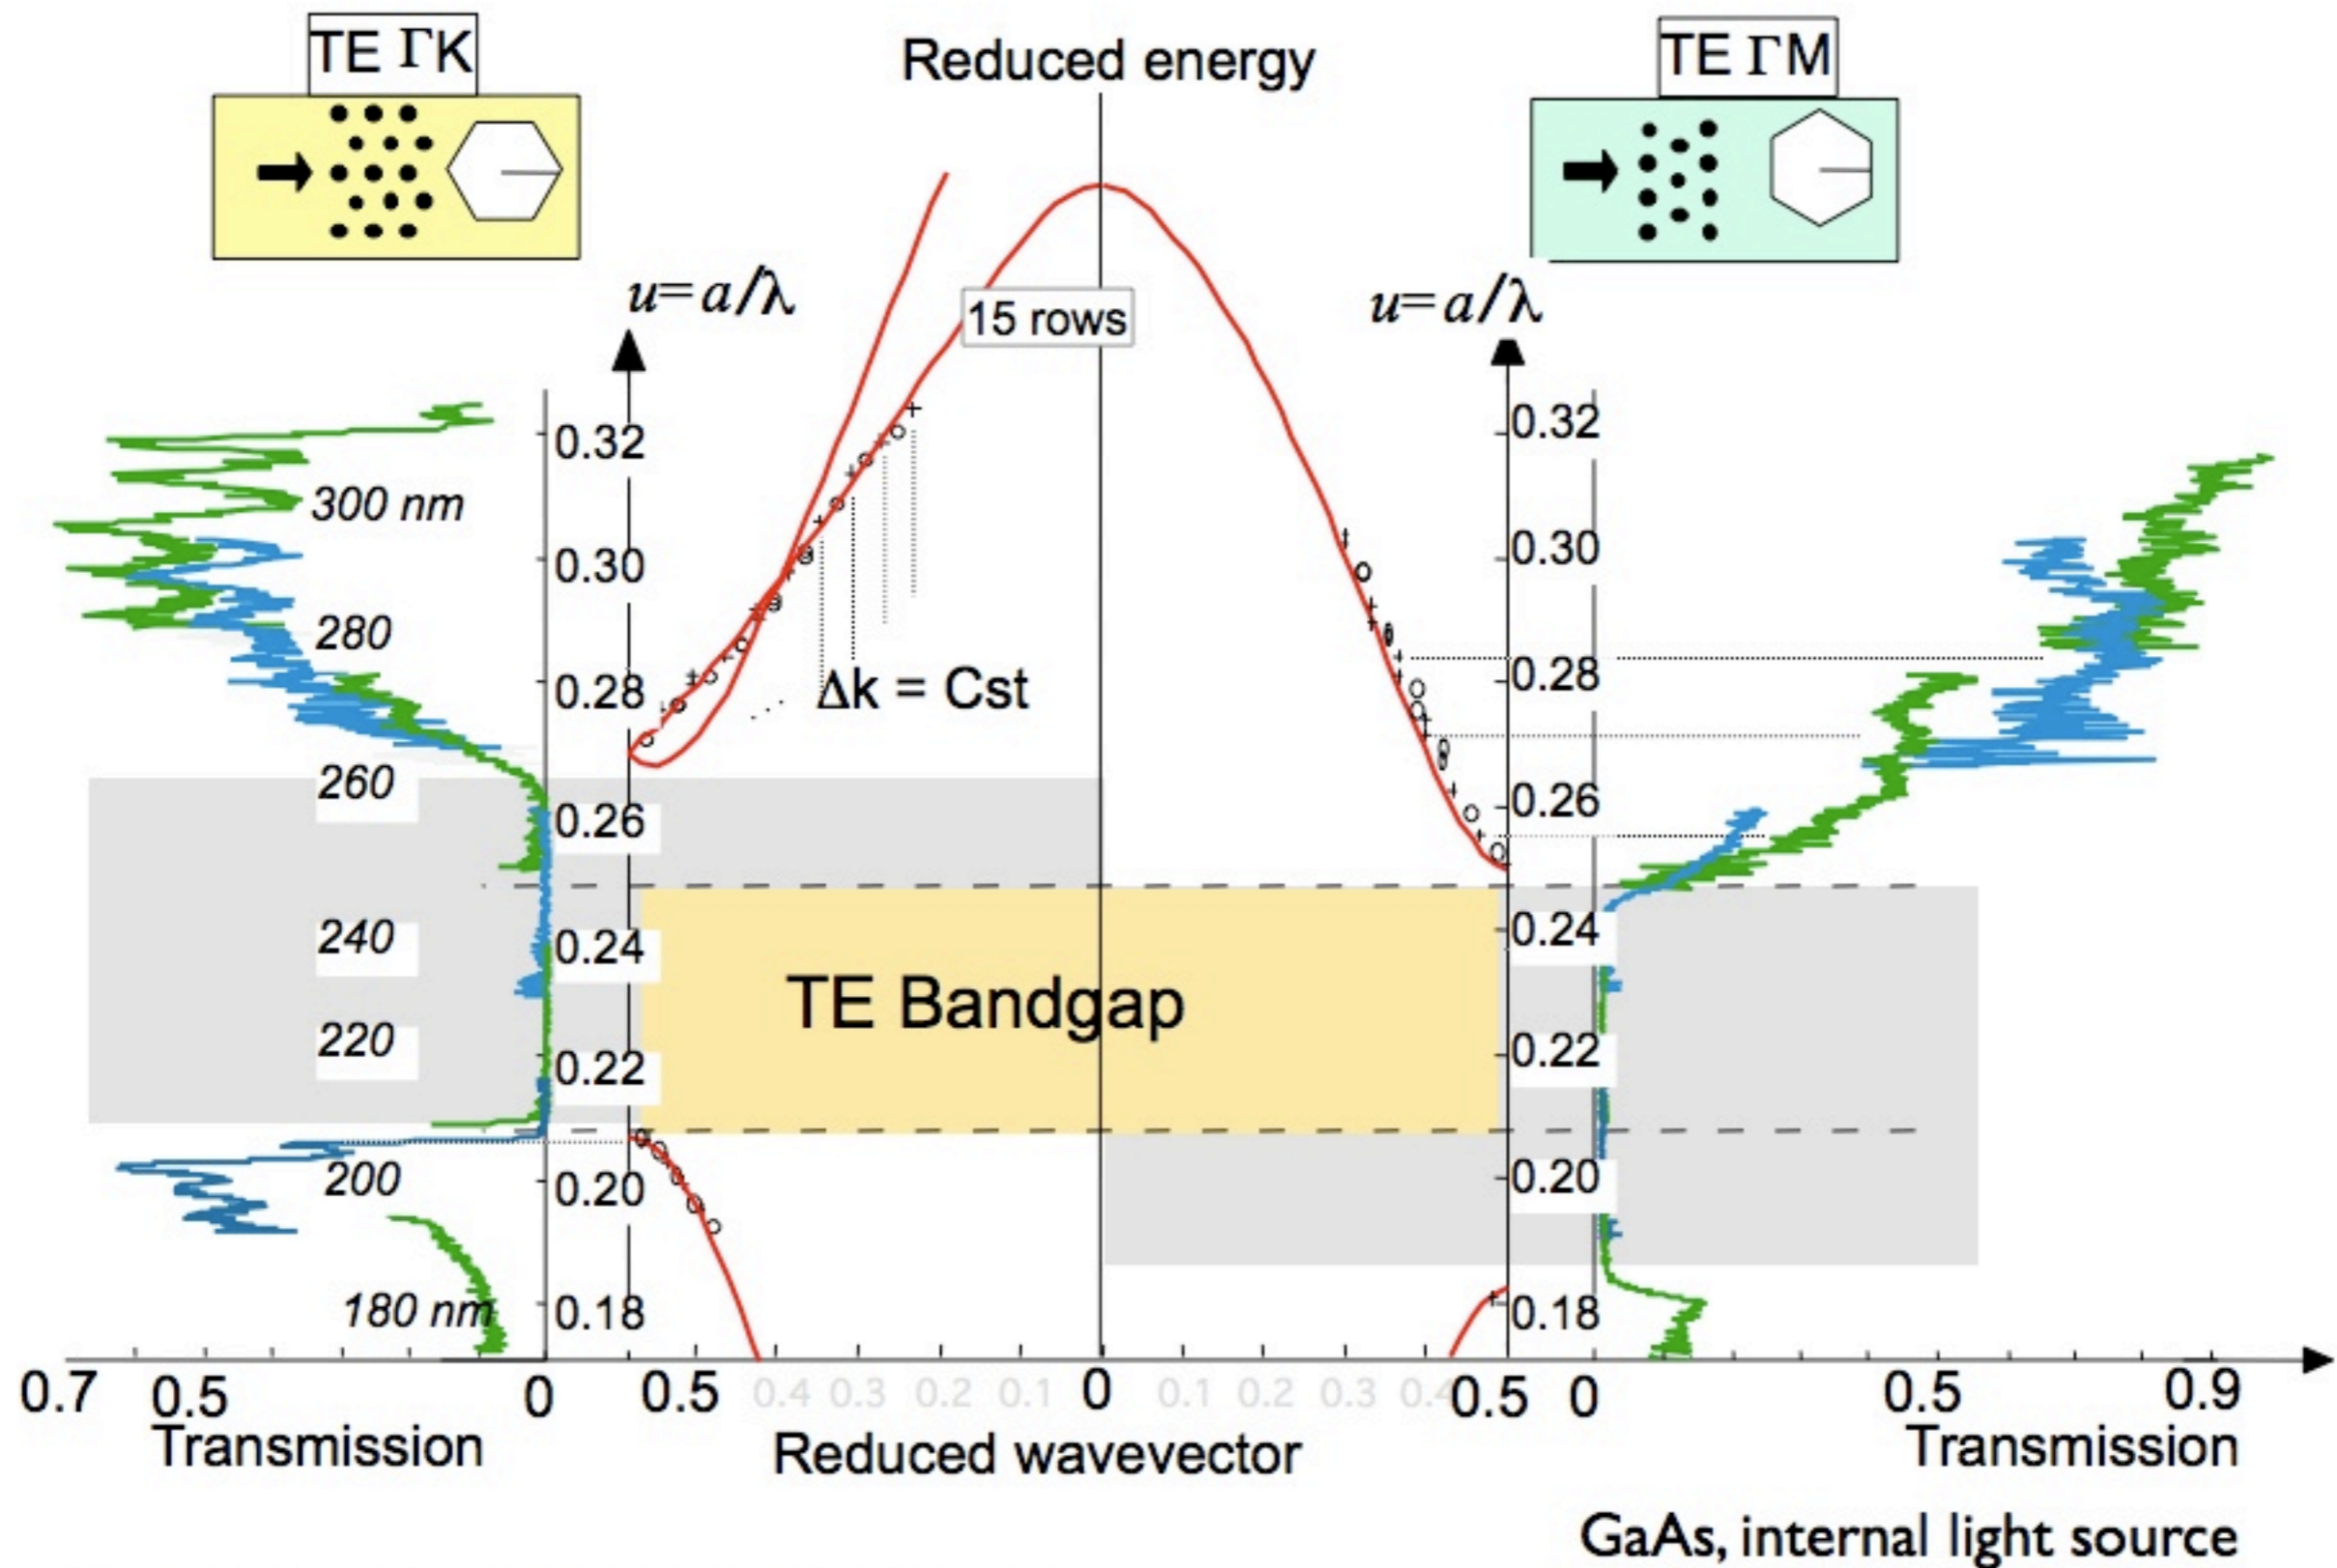 TE ΓK
Reduced energy
TE ΓM
u=a/λ
u=a/λ
15 rows
0.32
0.32
300 nm
0.30
0.30
280
0.28
0.28
Δk = Cst
260
0.26
0.26
240
0.24
0.24
TE Bandgap
220
0.22
0.22
200
0.20
0.20
180 nm
0.18
0.18
0.7 0.5 0 0.5 0.4 0.3 0.2 0.1 0 0.1 0.2 0.3 0.4 0.5 0 0.5 0.9
Transmission
Reduced wavevector
Transmission
GaAs, internal light source